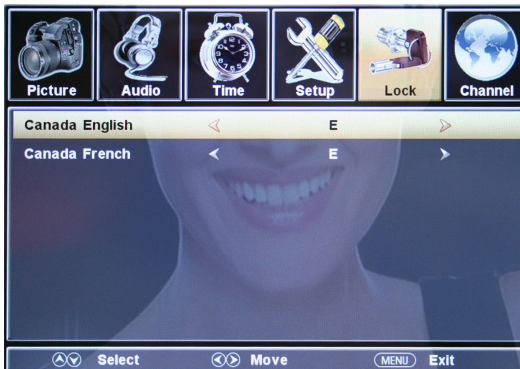 Picture Audio Time Setup Lock Channel
Canada English E
Canada French E
Select Move MENU Exit